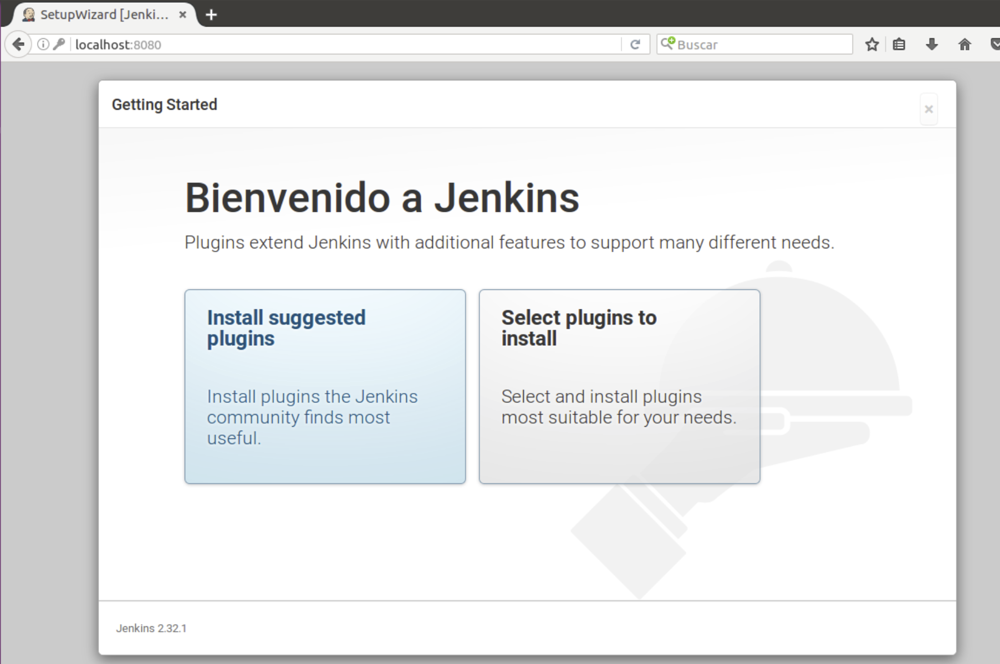 SetupWizard [Jenki...
localhost:8080
Buscar
Getting Started
Bienvenido a Jenkins
Plugins extend Jenkins with additional features to support many different needs.
Install suggested
plugins
Install plugins the Jenkins
community finds most
useful.
Select plugins to
install
Select and install plugins
most suitable for your needs.
Jenkins 2.32.1